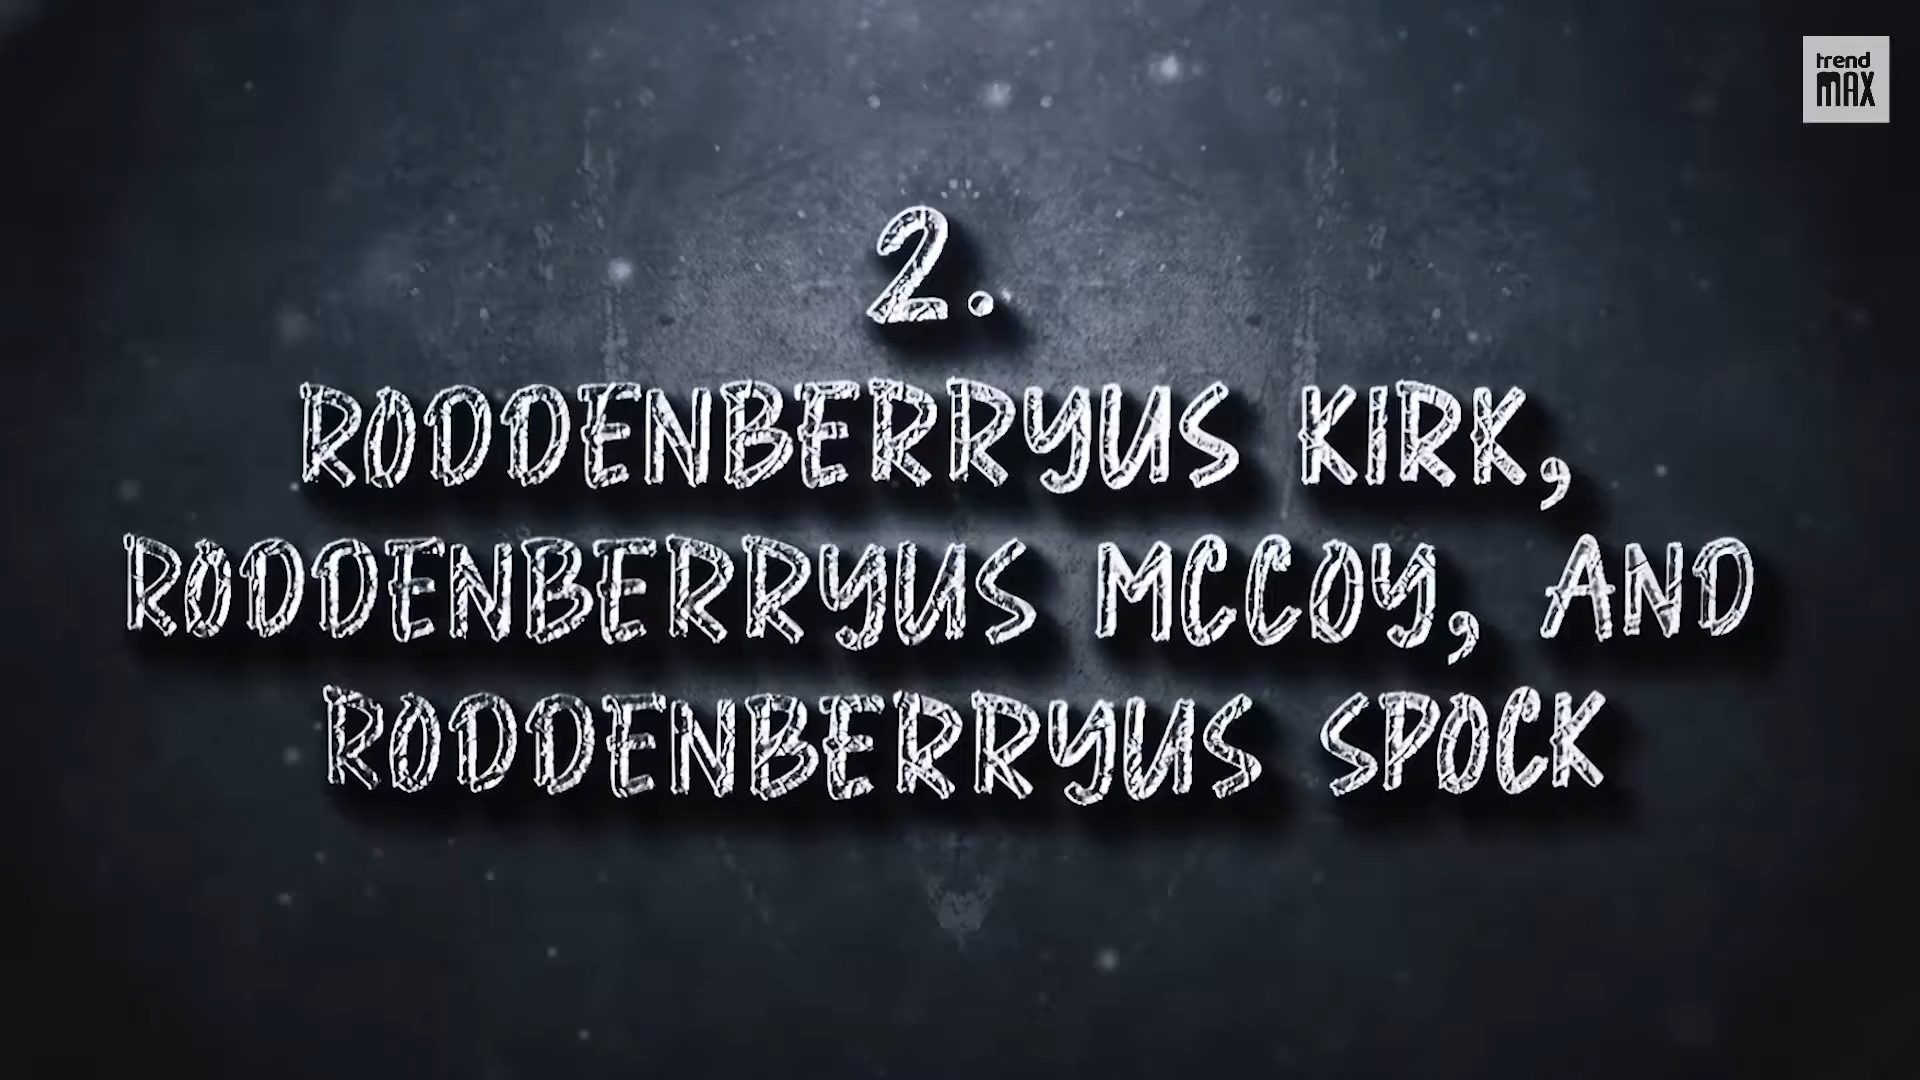 trend
MAX
2.
RODDENBERRYUS KIRK,
RODDENBERRYUS MCCOY, AND
RODDENBERRYUS SPOCK